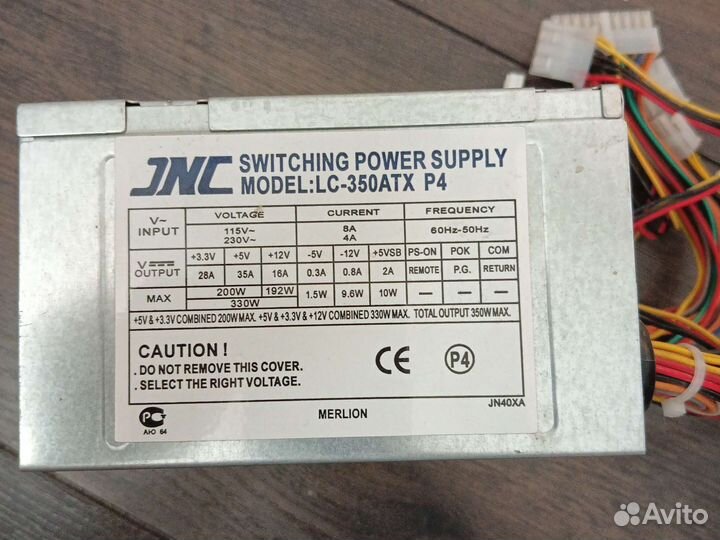 JNC SWITCHING POWER SUPPLY
MODEL:LC-350ATX P4
V~ INPUT VOLTAGE CURRENT FREQUENCY
115V~ 8A 60Hz-50Hz
230V~ 4A
V OUTPUT +3.3V +5V +12V -5V -12V +5VSB PS-ON POK COM
28A 35A 16A 0.3A 0.8A 2A REMOTE P.G. RETURN
MAX 200W 192W 1.5W 9.6W 10W — — —
330W
+5V & +3.3V COMBINED 200W MAX. +5V & +3.3V & +12V COMBINED 330W MAX. TOTAL OUTPUT 350W MAX.
CAUTION !
. DO NOT REMOVE THIS COVER.
. SELECT THE RIGHT VOLTAGE.
CE
P4
JN40XA
АЮ 64
MERLION
Avito